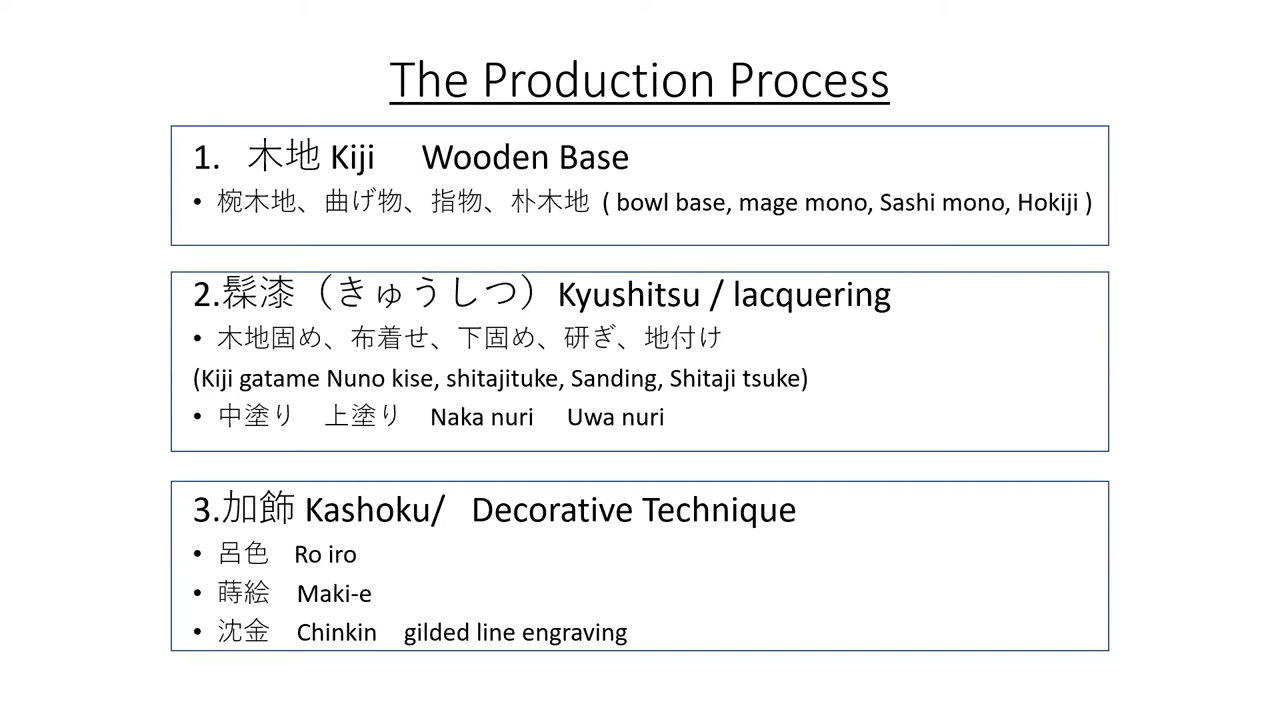 The Production Process
1. 木地 Kiji Wooden Base
• 椀木地、曲げ物、指物、朴木地 ( bowl base, mage mono, Sashi mono, Hokiji )
2.髹漆（きゅうしつ）Kyushitsu / lacquering
• 木地固め、布着せ、下固め、研ぎ、地付け
(Kiji gatame Nuno kise, shitajituke, Sanding, Shitaji tsuke)
• 中塗り 上塗り Naka nuri Uwa nuri
3.加飾 Kashoku/ Decorative Technique
• 呂色 Ro iro
• 蒔絵 Maki-e
• 沈金 Chinkin gilded line engraving